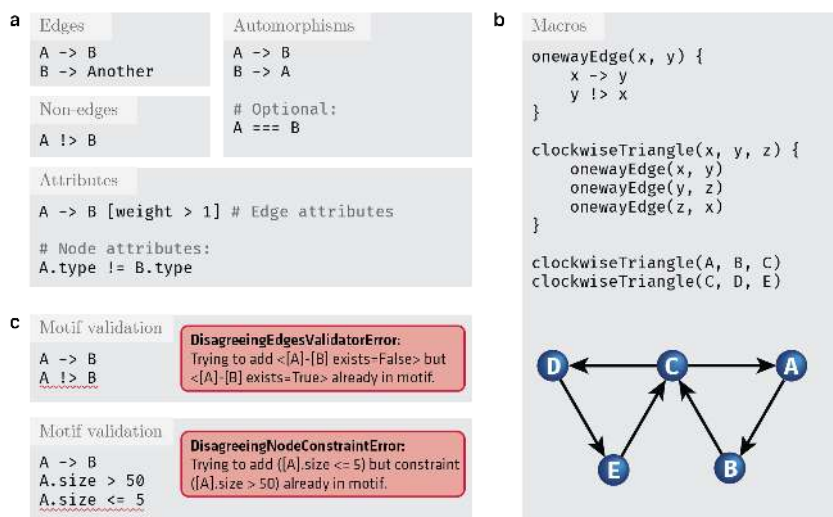 a
Edges
A -> B
B -> Another
Non-edges
A !> B
Automorphisms
A -> B
B -> A
# Optional:
A === B
Attributes
A -> B [weight > 1] # Edge attributes
# Node attributes:
A.type != B.type
b
Macros
onewayEdge(x, y) {
x -> y
y !> x
}
clockwiseTriangle(x, y, z) {
onewayEdge(x, y)
onewayEdge(y, z)
onewayEdge(z, x)
}
clockwiseTriangle(A, B, C)
clockwiseTriangle(C, D, E)
D
C
A
E
B
c
Motif validation
A -> B
A !> B
DisagreeingEdgesValidatorError:
Trying to add <[A]-[B] exists=False> but
<[A]-[B] exists=True> already in motif.
Motif validation
A -> B
A.size > 50
A.size <= 5
DisagreeingNodeConstraintError:
Trying to add ([A].size <= 5) but constraint
([A].size > 50) already in motif.